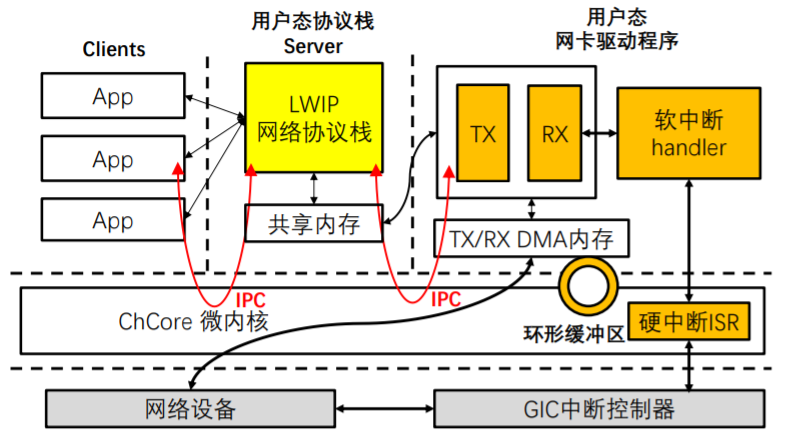 Clients
用户态协议栈
Server
用户态
网卡驱动程序
App
App
App
LWIP
网络协议栈
共享内存
TX
RX
软中断
handler
TX/RX DMA内存
IPC
IPC
ChCore 微内核
环形缓冲区
硬中断ISR
网络设备
GIC中断控制器